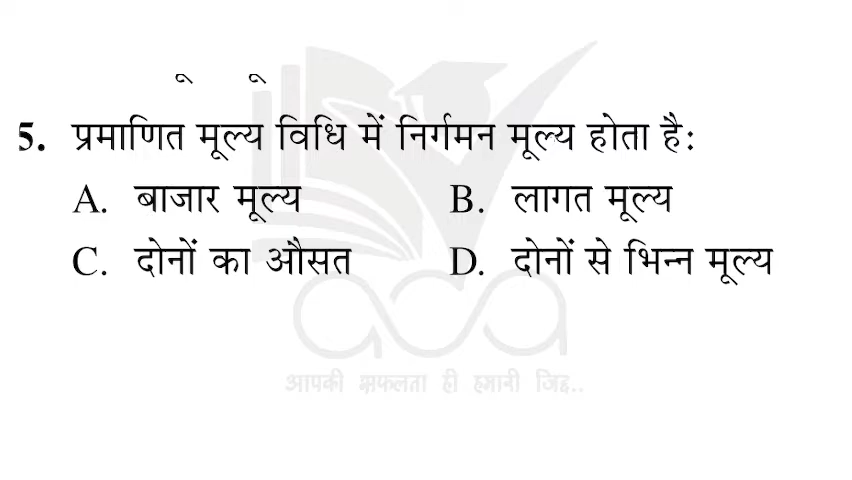 5. प्रमाणित मूल्य विधि में निर्गमन मूल्य होता है:
A. बाजार मूल्य B. लागत मूल्य
C. दोनों का औसत D. दोनों से भिन्न मूल्य
आपकी सफलता ही हमारी जिद्द..